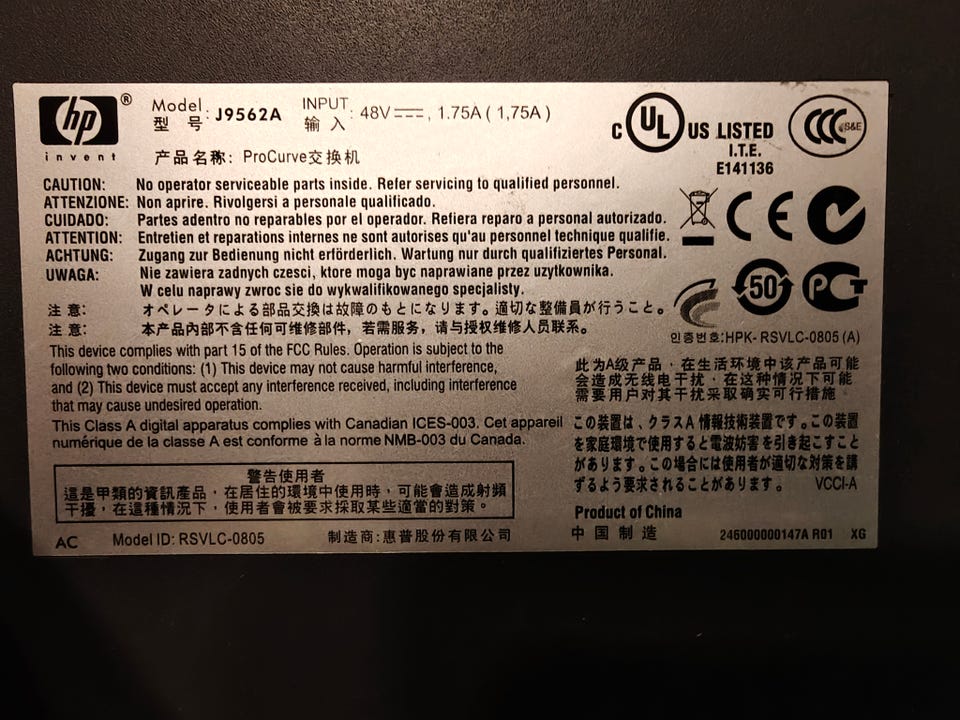 hp ®
invent
Model: J9562A INPUT 48V⎓, 1.75A ( 1,75A )
型 号 输 入
产品名称: ProCurve交换机
C UL US LISTED
I.T.E.
E141136
CCC S&E
CAUTION: No operator serviceable parts inside. Refer servicing to qualified personnel.
ATTENZIONE: Non aprire. Rivolgersi a personale qualificado.
CUIDADO: Partes adentro no reparables por el operador. Refiera reparo a personal autorizado.
ATTENTION: Entretien et reparations internes ne sont autorises qu'au personnel technique qualifie.
ACHTUNG: Zugang zur Bedienung nicht erförderlich. Wartung nur durch qualifiziertes Personal.
UWAGA: Nie zawiera zadnych czesci, ktore moga byc naprawiane przez uzytkownika.
W celu naprawy zwroc sie do wykwalifikowanego specjalisty.
注 意: オペレータによる部品交換は故障のもとになります。適切な整備員が行うこと。
注 意: 本产品内部不含任何可维修部件，若需服务，请与授权维修人员联系。
CE
50
PCT
인증번호:HPK- RSVLC-0805 (A)
This device complies with part 15 of the FCC Rules. Operation is subject to the
following two conditions: (1) This device may not cause harmful interference,
and (2) This device must accept any interference received, including interference
that may cause undesired operation.
This Class A digital apparatus complies with Canadian ICES-003. Cet appareil
numérique de la classe A est conforme à la norme NMB-003 du Canada.
此为A级产品，在生活环境中该产品可能
会造成无线电干扰，在这种情况下可能
需要用户对其干扰采取确实可行措施。
この装置は、クラスA 情報技術装置です。この装置
を家庭環境で使用すると電波妨害を引き起こすこと
があります。この場合には使用者が適切な対策を講
ずるよう要求されることがあります。 VCCI-A
警告使用者
這是甲類的資訊產品，在居住的環境中使用時，可能會造成射頻
干擾，在這種情況下，使用者會被要求採取某些適當的對策。
Product of China
中 国 制 造 246000000147A R01 XG
AC Model ID: RSVLC-0805 制造商:惠普股份有限公司